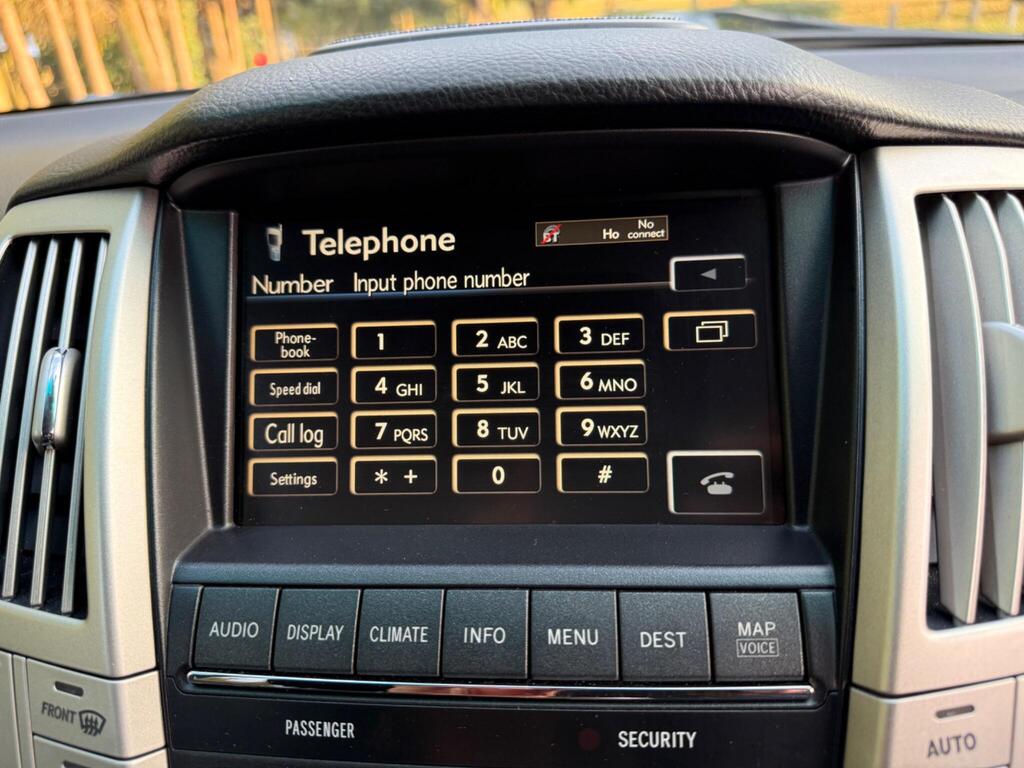 Telephone
BT Ho No connect
Number Input phone number
Phone-
book
1
2 ABC
3 DEF
Speed dial
4 GHI
5 JKL
6 MNO
Call log
7 PQRS
8 TUV
9 WXYZ
Settings
* +
0
#
AUDIO
DISPLAY
CLIMATE
INFO
MENU
DEST
MAP
VOICE
FRONT
PASSENGER
SECURITY
AUTO